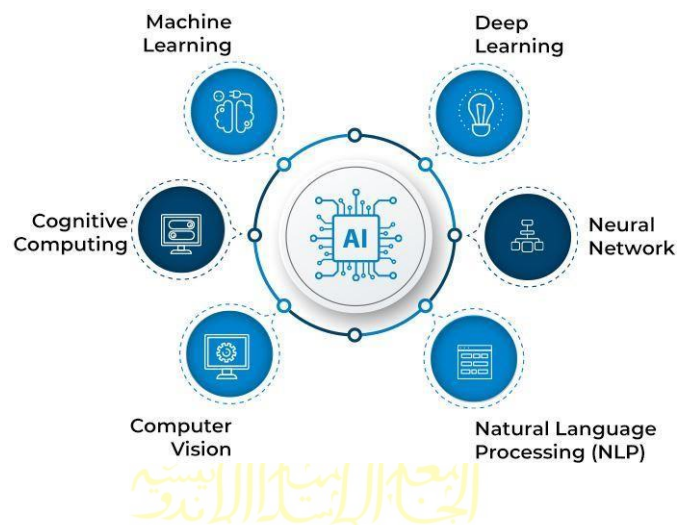 Machine
Learning
Deep
Learning
AI
Cognitive
Computing
Neural
Network
Computer
Vision
Natural Language
Processing (NLP)